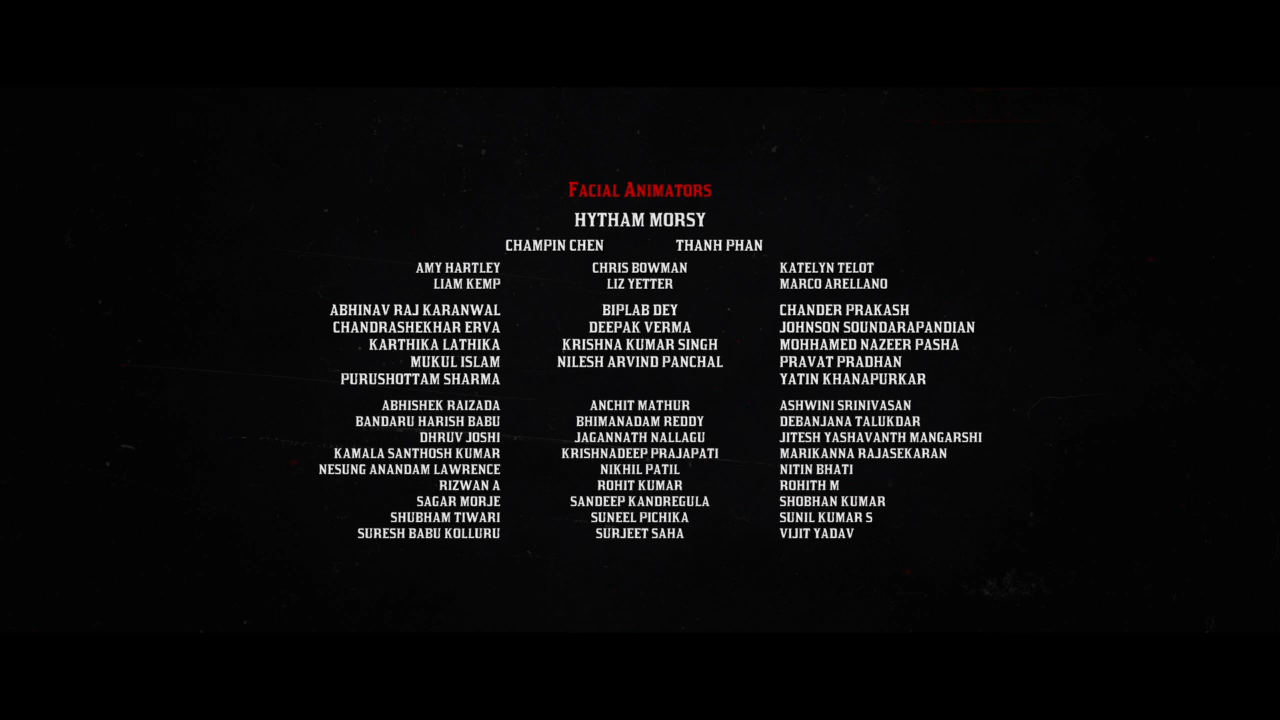 Facial Animators
HYTHAM MORSY
CHAMPIN CHEN THANH PHAN
AMY HARTLEY CHRIS BOWMAN KATELYN TELOT
LIAM KEMP LIZ YETTER MARCO ARELLANO
ABHINAV RAJ KARANWAL BIPLAB DEY CHANDER PRAKASH
CHANDRASHEKHAR ERVA DEEPAK VERMA JOHNSON SOUNDARAPANDIAN
KARTHIKA LATHIKA KRISHNA KUMAR SINGH MOHHAMED NAZEER PASHA
MUKUL ISLAM NILESH ARVIND PANCHAL PRAVAT PRADHAN
PURUSHOTTAM SHARMA YATIN KHANAPURKAR
ABHISHEK RAIZADA ANCHIT MATHUR ASHWINI SRINIVASAN
BANDARU HARISH BABU BHIMANADAM REDDY DEBANJANA TALUKDAR
DHRUV JOSHI JAGANNATH NALLAGU JITESH YASHAVANTH MANGARSHI
KAMALA SANTHOSH KUMAR KRISHNADEEP PRAJAPATI MARIKANNA RAJASEKARAN
NESUNG ANANDAM LAWRENCE NIKHIL PATIL NITIN BHATI
RIZWAN A ROHIT KUMAR ROHITH M
SAGAR MORJE SANDEEP KANDREGULA SHOBHAN KUMAR
SHUBHAM TIWARI SUNEEL PICHIKA SUNIL KUMAR S
SURESH BABU KOLLURU SURJEET SAHA VIJIT YADAV